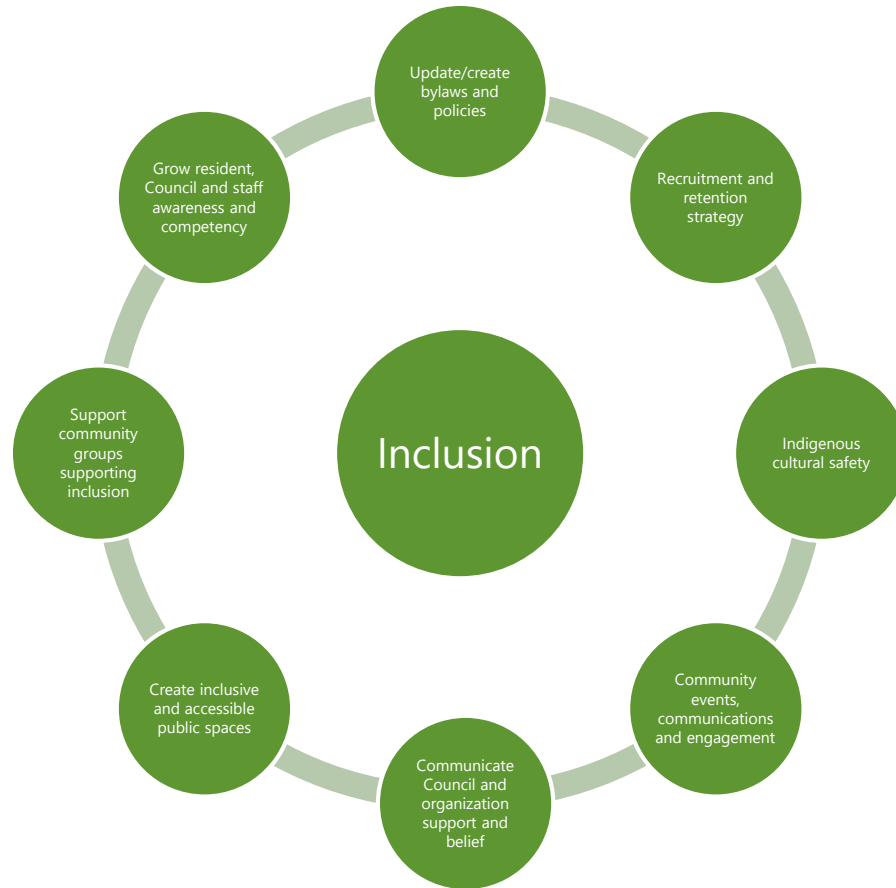 Update/create
bylaws and
policies
Recruitment and
retention
strategy
Indigenous
cultural safety
Community
events,
communications
and engagement
Communicate
Council and
organization
support and
belief
Create inclusive
and accessible
public spaces
Support
community
groups
supporting
inclusion
Grow resident,
Council and staff
awareness and
competency
Inclusion